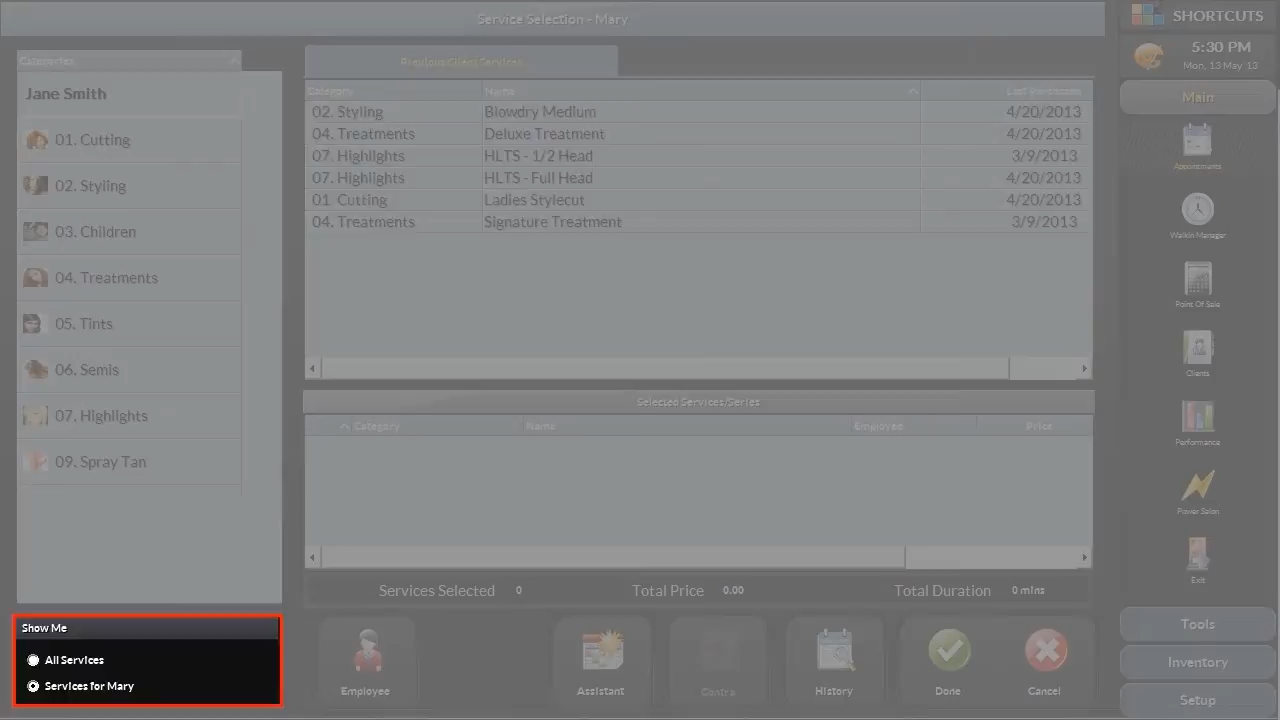 Service Selection - Mary
SHORTCUTS
5:30 PM
Mon, 13 May '13
Main
Appointments
Walkin Manager
Point Of Sale
Clients
Performance
Power Salon
Exit
Tools
Inventory
Setup
Categories
Jane Smith
01. Cutting
02. Styling
03. Children
04. Treatments
05. Tints
06. Semis
07. Highlights
09. Spray Tan
Previous Client Services
Category Name Last Purchased
02. Styling Blowdry Medium 4/20/2013
04. Treatments Deluxe Treatment 4/20/2013
07. Highlights HLTS - 1/2 Head 3/9/2013
07. Highlights HLTS - Full Head 4/20/2013
01. Cutting Ladies Stylecut 4/20/2013
04. Treatments Signature Treatment 3/9/2013
Selected Services/Series
Category Name Employee Price
Services Selected 0 Total Price 0.00 Total Duration 0 mins
Show Me
All Services
Services for Mary
Employee
Assistant
Contra
History
Done
Cancel